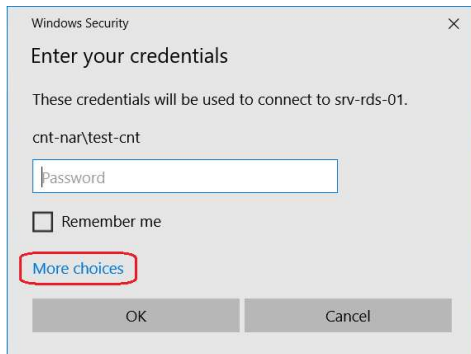 Windows Security
Enter your credentials
These credentials will be used to connect to srv-rds-01.
cnt-nar\test-cnt
Password
Remember me
More choices
OK Cancel